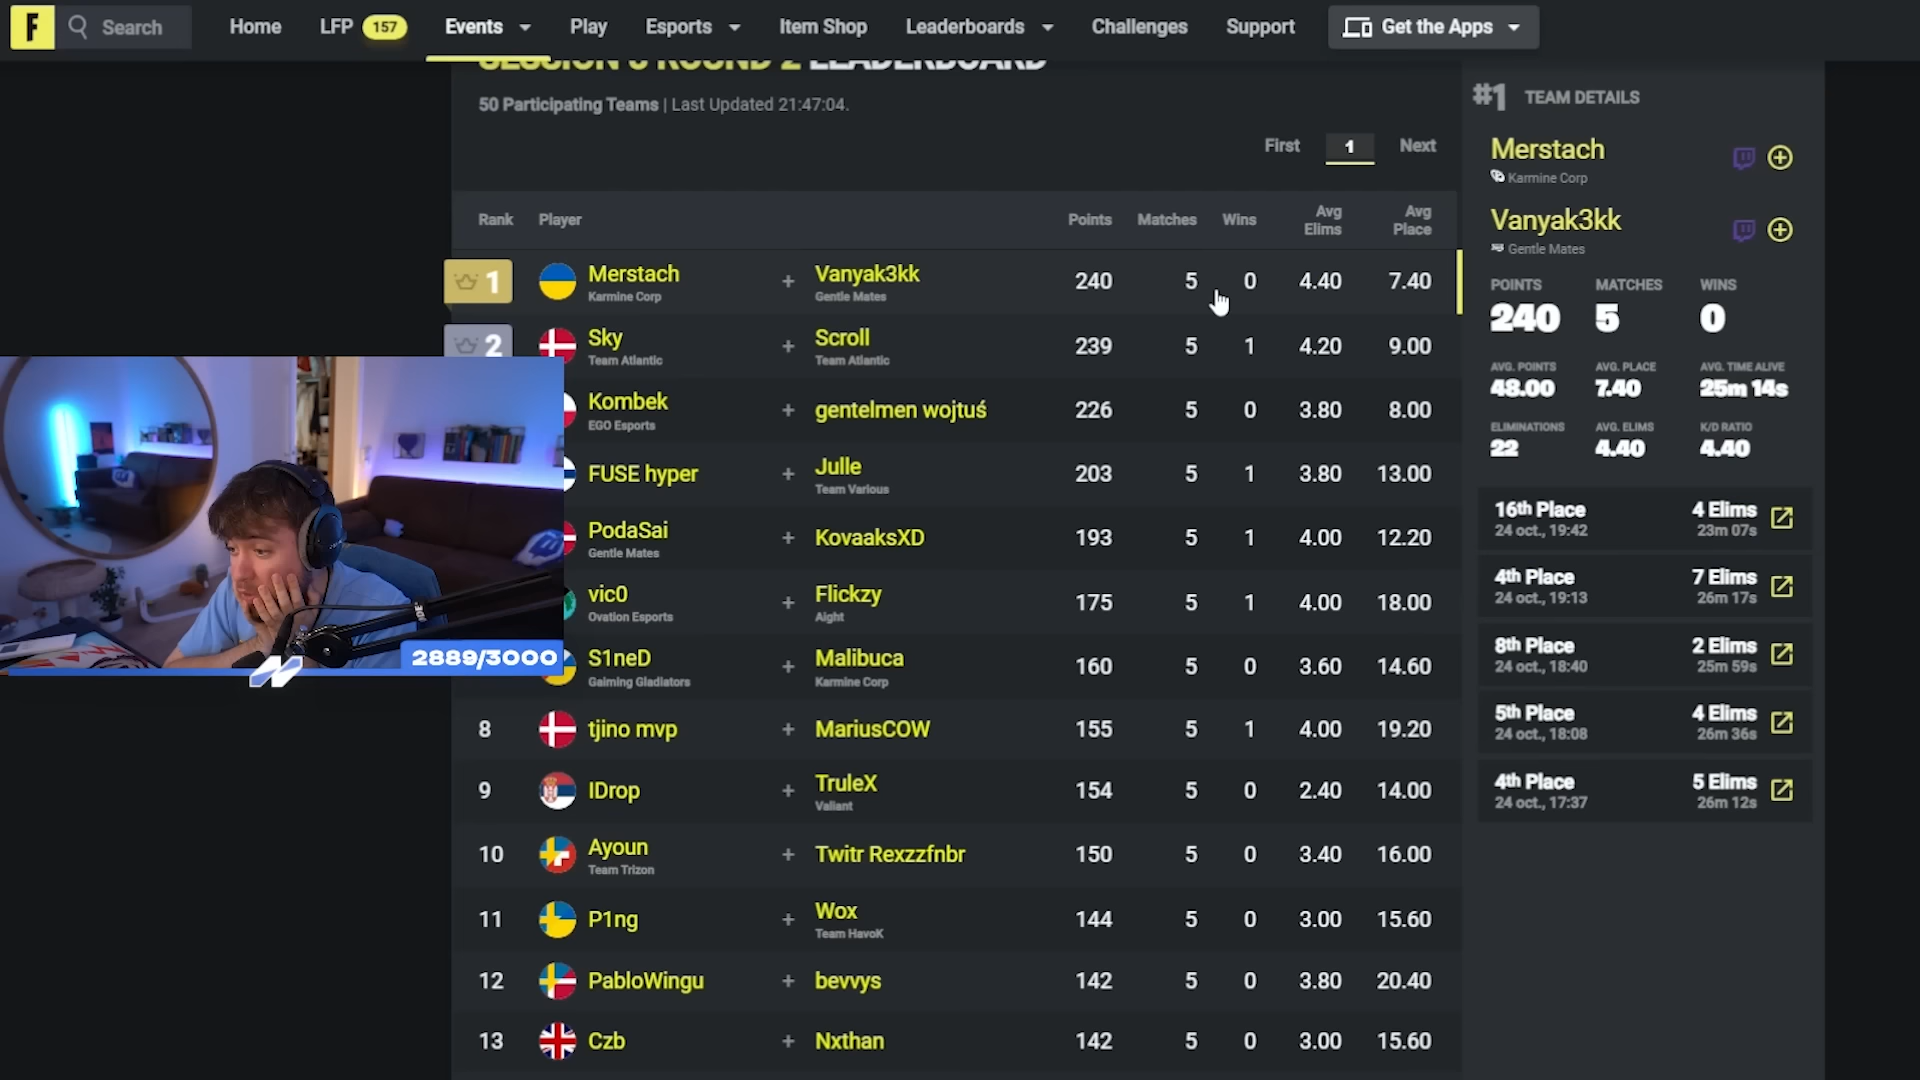 F Search Home LFP 157 Events Play Esports Item Shop Leaderboards Challenges Support Get the Apps
SESSION 3 ROUND 2 LEADERBOARD
50 Participating Teams | Last Updated 21:47:04.
First 1 Next
Rank Player Points Matches Wins Avg Elims Avg Place
1 Merstach + Vanyak3kk 240 5 0 4.40 7.40
Karmine Corp Gentle Mates
2 Sky + Scroll 239 5 1 4.20 9.00
Team Atlantic Team Atlantic
Kombek + gentelmen wojtuś 226 5 0 3.80 8.00
EGO Esports
FUSE hyper + Julle 203 5 1 3.80 13.00
Team Various
PodaSai + KovaaksXD 193 5 1 4.00 12.20
Gentle Mates
vic0 + Flickzy 175 5 1 4.00 18.00
Ovation Esports Aight
S1neD + Malibuca 160 5 0 3.60 14.60
Gaiming Gladiators Karmine Corp
8 tjino mvp + MariusCOW 155 5 1 4.00 19.20
9 IDrop + TruleX 154 5 0 2.40 14.00
Valiant
10 Ayoun + Twitr Rexzzfnbr 150 5 0 3.40 16.00
Team Trizon
11 P1ng + Wox 144 5 0 3.00 15.60
Team HavoK
12 PabloWingu + bevvys 142 5 0 3.80 20.40
13 Czb + Nxthan 142 5 0 3.00 15.60
2889/3000
#1 TEAM DETAILS
Merstach
Karmine Corp
Vanyak3kk
Gentle Mates
POINTS MATCHES WINS
240 5 0
AVG. POINTS AVG. PLACE AVG. TIME ALIVE
48.00 7.40 25m 14s
ELIMINATIONS AVG. ELIMS K/D RATIO
22 4.40 4.40
16th Place 4 Elims
24 oct., 19:42 23m 07s
4th Place 7 Elims
24 oct., 19:13 26m 17s
8th Place 2 Elims
24 oct., 18:40 25m 59s
5th Place 4 Elims
24 oct., 18:08 26m 36s
4th Place 5 Elims
24 oct., 17:37 26m 12s